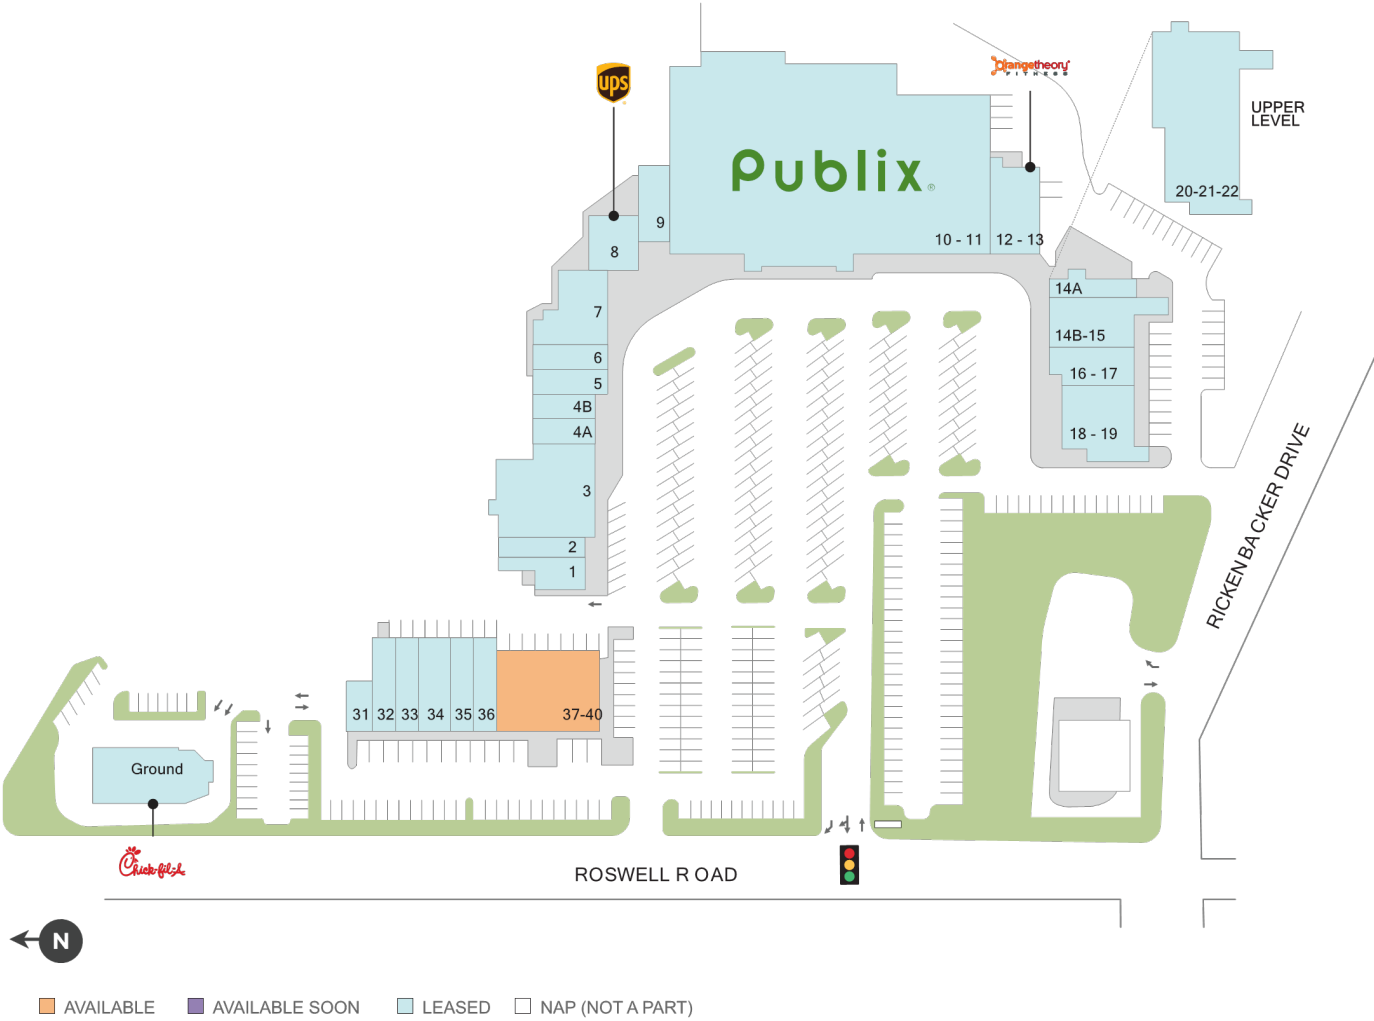 ups
orangetheory
FITNESS
UPPER
LEVEL
Publix
20-21-22
9
8
10 - 11
12 - 13
14A
7
14B-15
6
16 - 17
5
4B
4A
18 - 19
3
2
1
RICKENBACKER DRIVE
31
32
33
34
35
36
37-40
Ground
Chick-fil-A
ROSWELL ROAD
N
AVAILABLE
AVAILABLE SOON
LEASED
NAP (NOT A PART)